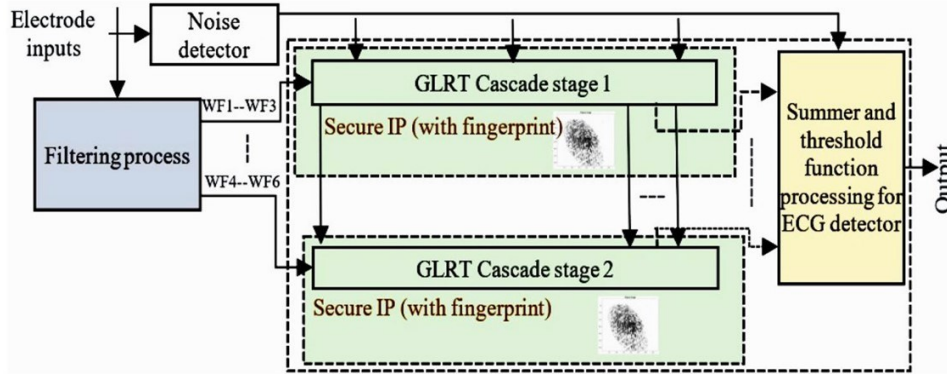 Electrode
inputs
Noise
detector
GLRT Cascade stage 1
WF1--WF3
Secure IP (with fingerprint)
Filtering process
WF4--WF6
Summer and
threshold
function
processing for
ECG detector
Output
GLRT Cascade stage 2
Secure IP (with fingerprint)